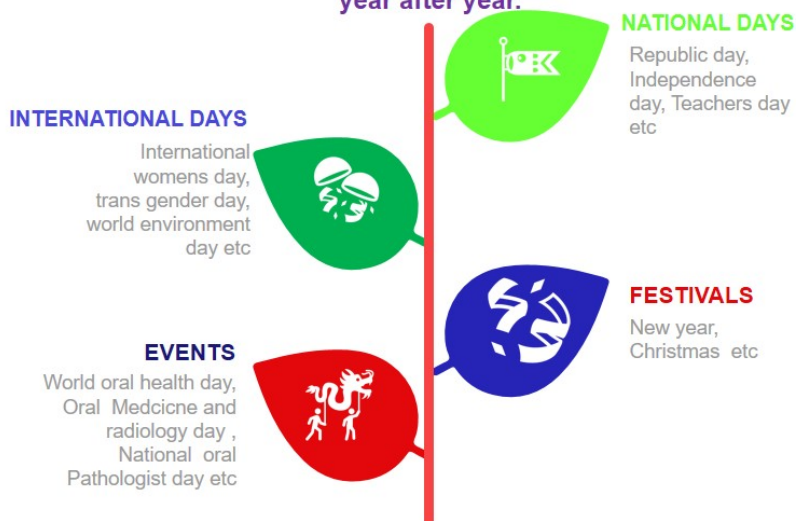 year after year.
NATIONAL DAYS
Republic day,
Independence
day, Teachers day
etc
INTERNATIONAL DAYS
International
womens day,
trans gender day,
world environment
day etc
FESTIVALS
New year,
Christmas etc
EVENTS
World oral health day,
Oral Medcicne and
radiology day ,
National oral
Pathologist day etc